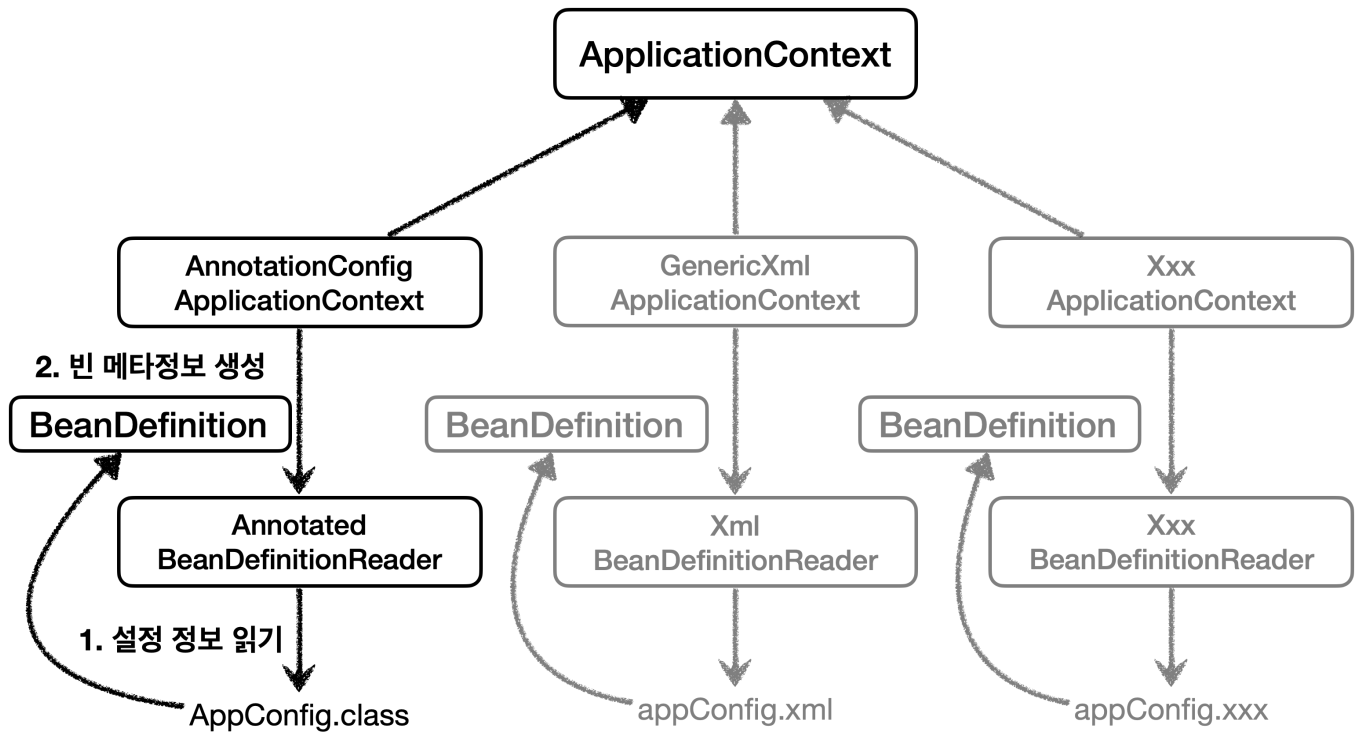 ApplicationContext
AnnotationConfig
ApplicationContext
GenericXml
ApplicationContext
Xxx
ApplicationContext
2. 빈 메타정보 생성
BeanDefinition
BeanDefinition
BeanDefinition
Annotated
BeanDefinitionReader
Xml
BeanDefinitionReader
Xxx
BeanDefinitionReader
1. 설정 정보 읽기
AppConfig.class
appConfig.xml
appConfig.xxx